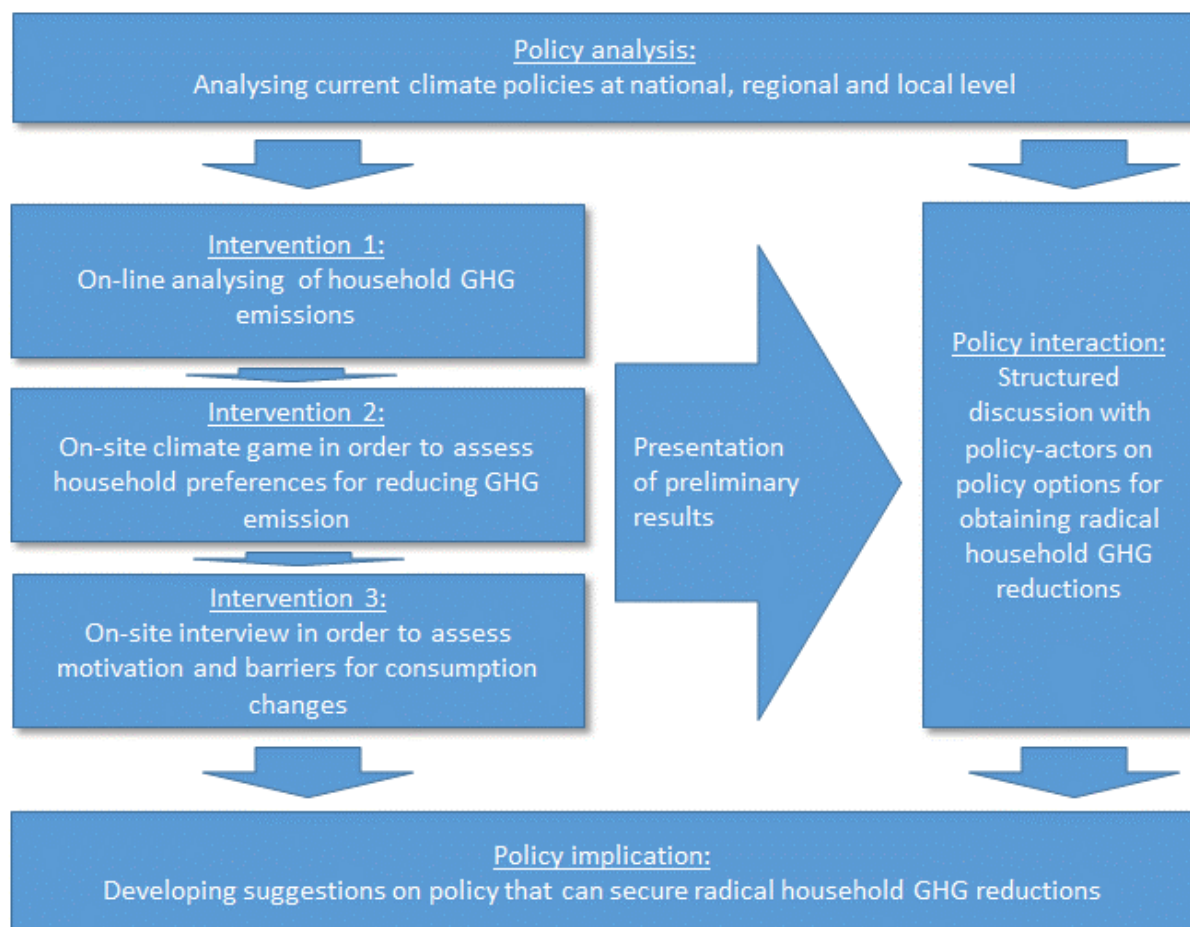 Policy analysis:
Analysing current climate policies at national, regional and local level
Intervention 1:
On-line analysing of household GHG
emissions
Intervention 2:
On-site climate game in order to assess
household preferences for reducing GHG
emission
Intervention 3:
On-site interview in order to assess
motivation and barriers for consumption
changes
Presentation
of preliminary
results
Policy interaction:
Structured
discussion with
policy-actors on
policy options for
obtaining radical
household GHG
reductions
Policy implication:
Developing suggestions on policy that can secure radical household GHG reductions